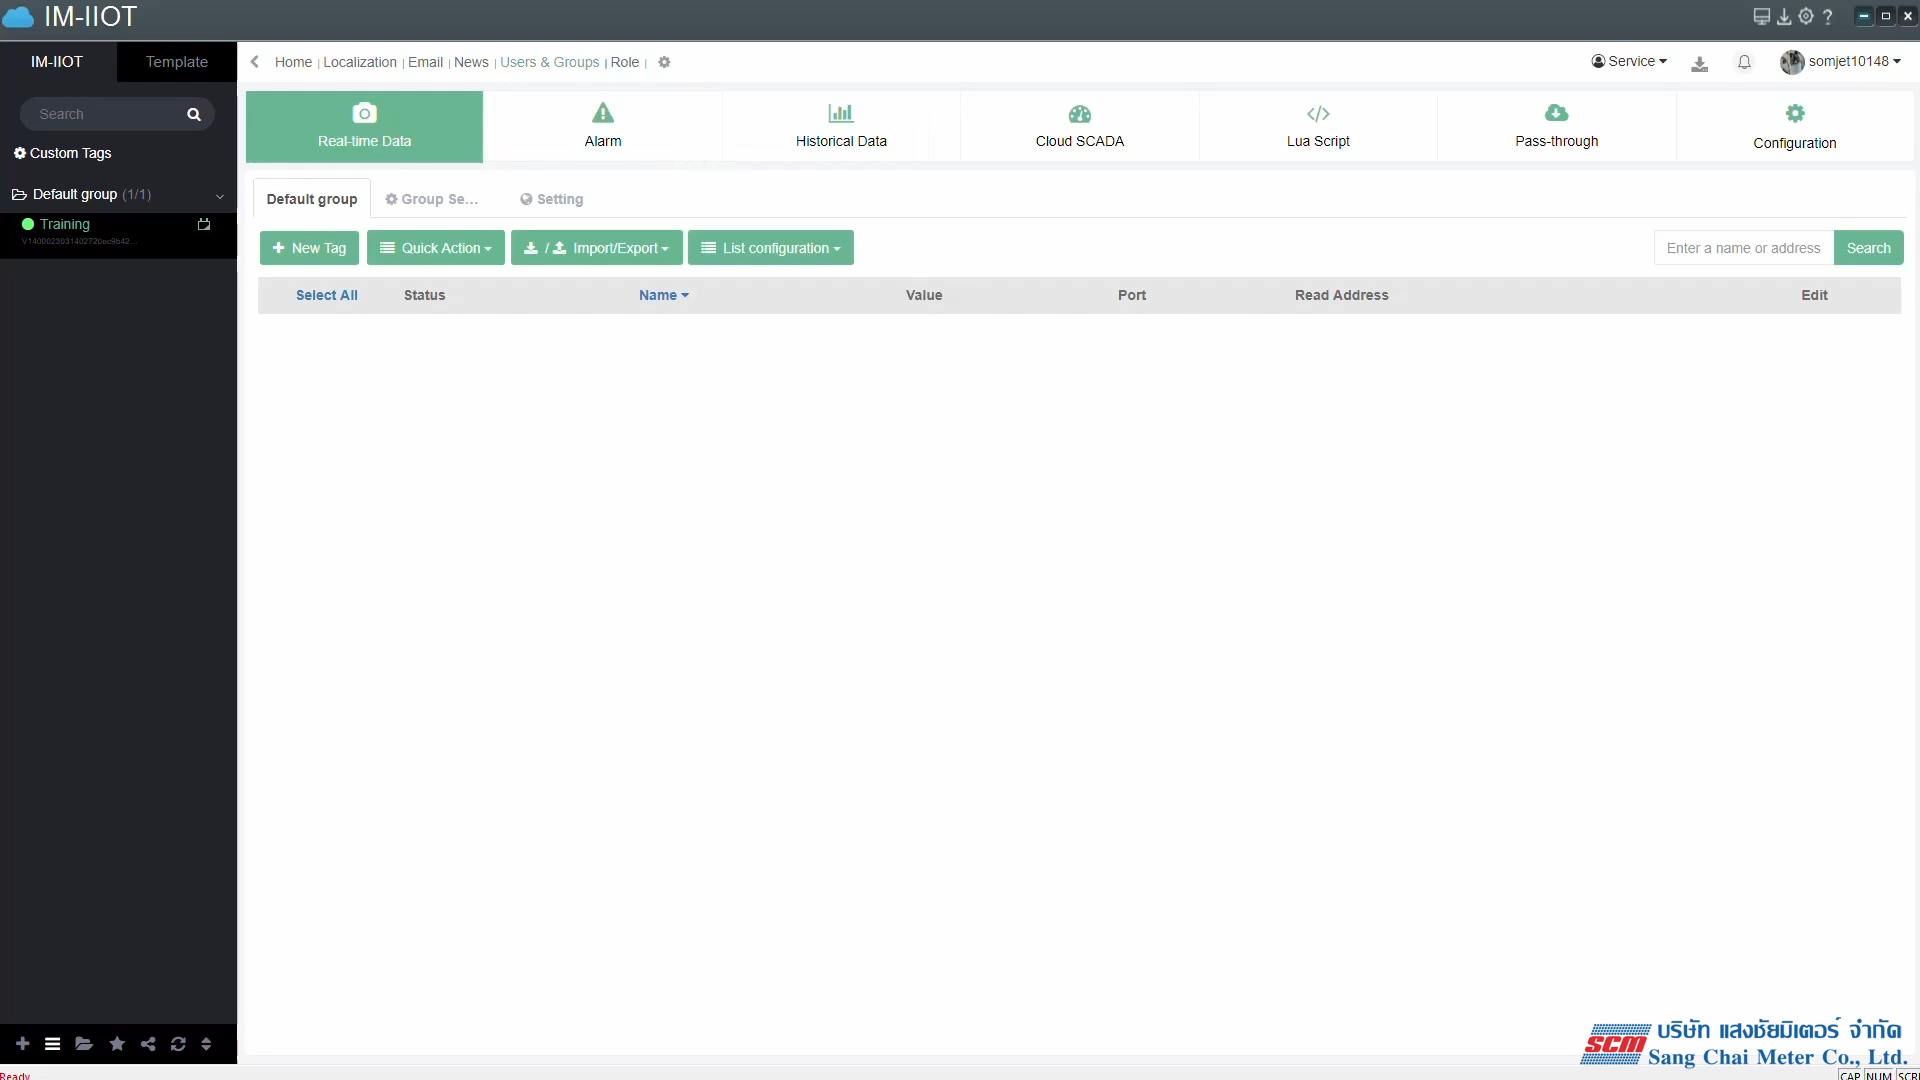 IM-IIOT
IM-IIOT
Template
Home | Localization | Email | News | Users & Groups | Role |
Service
somjet10148
Search
Custom Tags
Default group (1/1)
Training
Real-time Data
Alarm
Historical Data
Cloud SCADA
Lua Script
Pass-through
Configuration
Default group
Group Se...
Setting
New Tag
Quick Action
/ Import/Export
List configuration
Enter a name or address
Search
Select All
Status
Name
Value
Port
Read Address
Edit
SCM
บริษัท แสงชัยมิเตอร์ จำกัด
Sang Chai Meter Co., Ltd.
Ready
CAP NUM SCRL